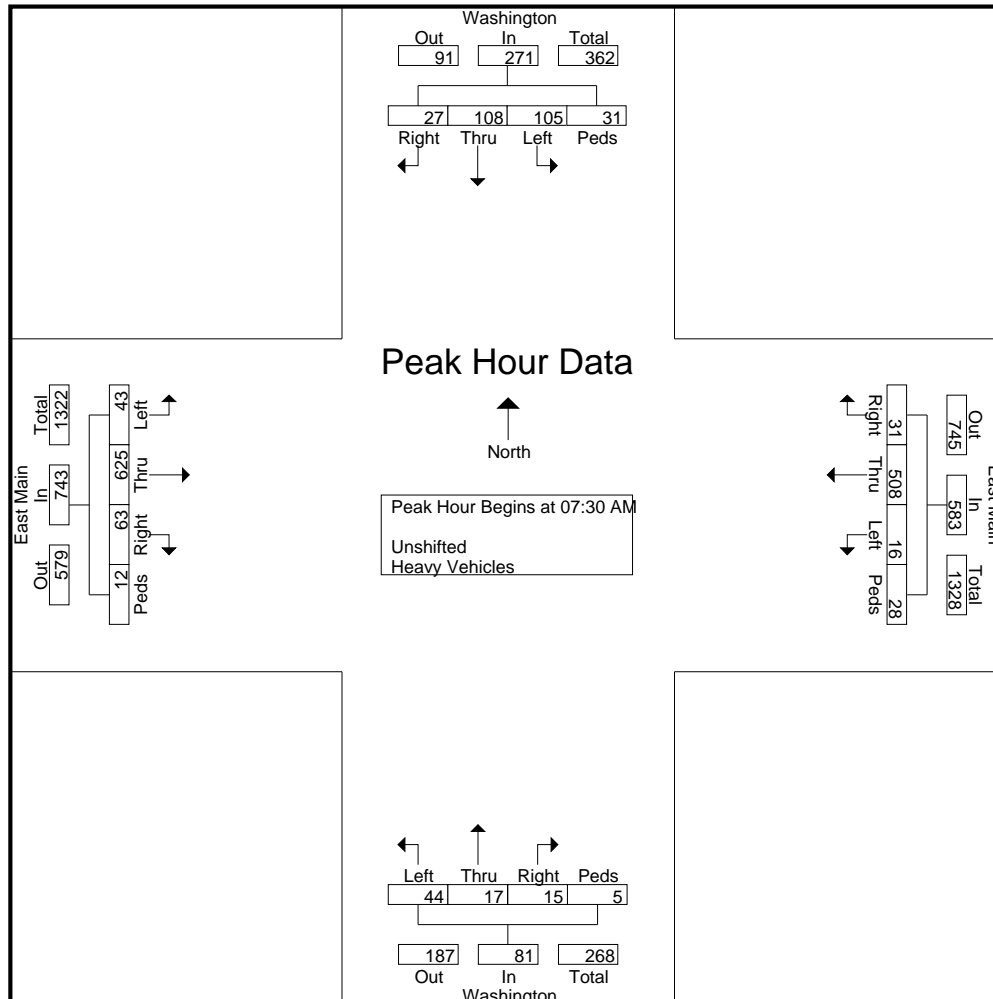 Washington
Out In Total
91 271 362
27 108 105 31
Right Thru Left Peds
Peak Hour Data
North
Peak Hour Begins at 07:30 AM
Unshifted
Heavy Vehicles
East Main
Total In Out
1322 743 579
43 625 63 12
Left Thru Right Peds
East Main
Out In Total
745 583 1328
31 508 16 28
Right Thru Left Peds
Left Thru Right Peds
44 17 15 5
187 81 268
Out In Total
Washington